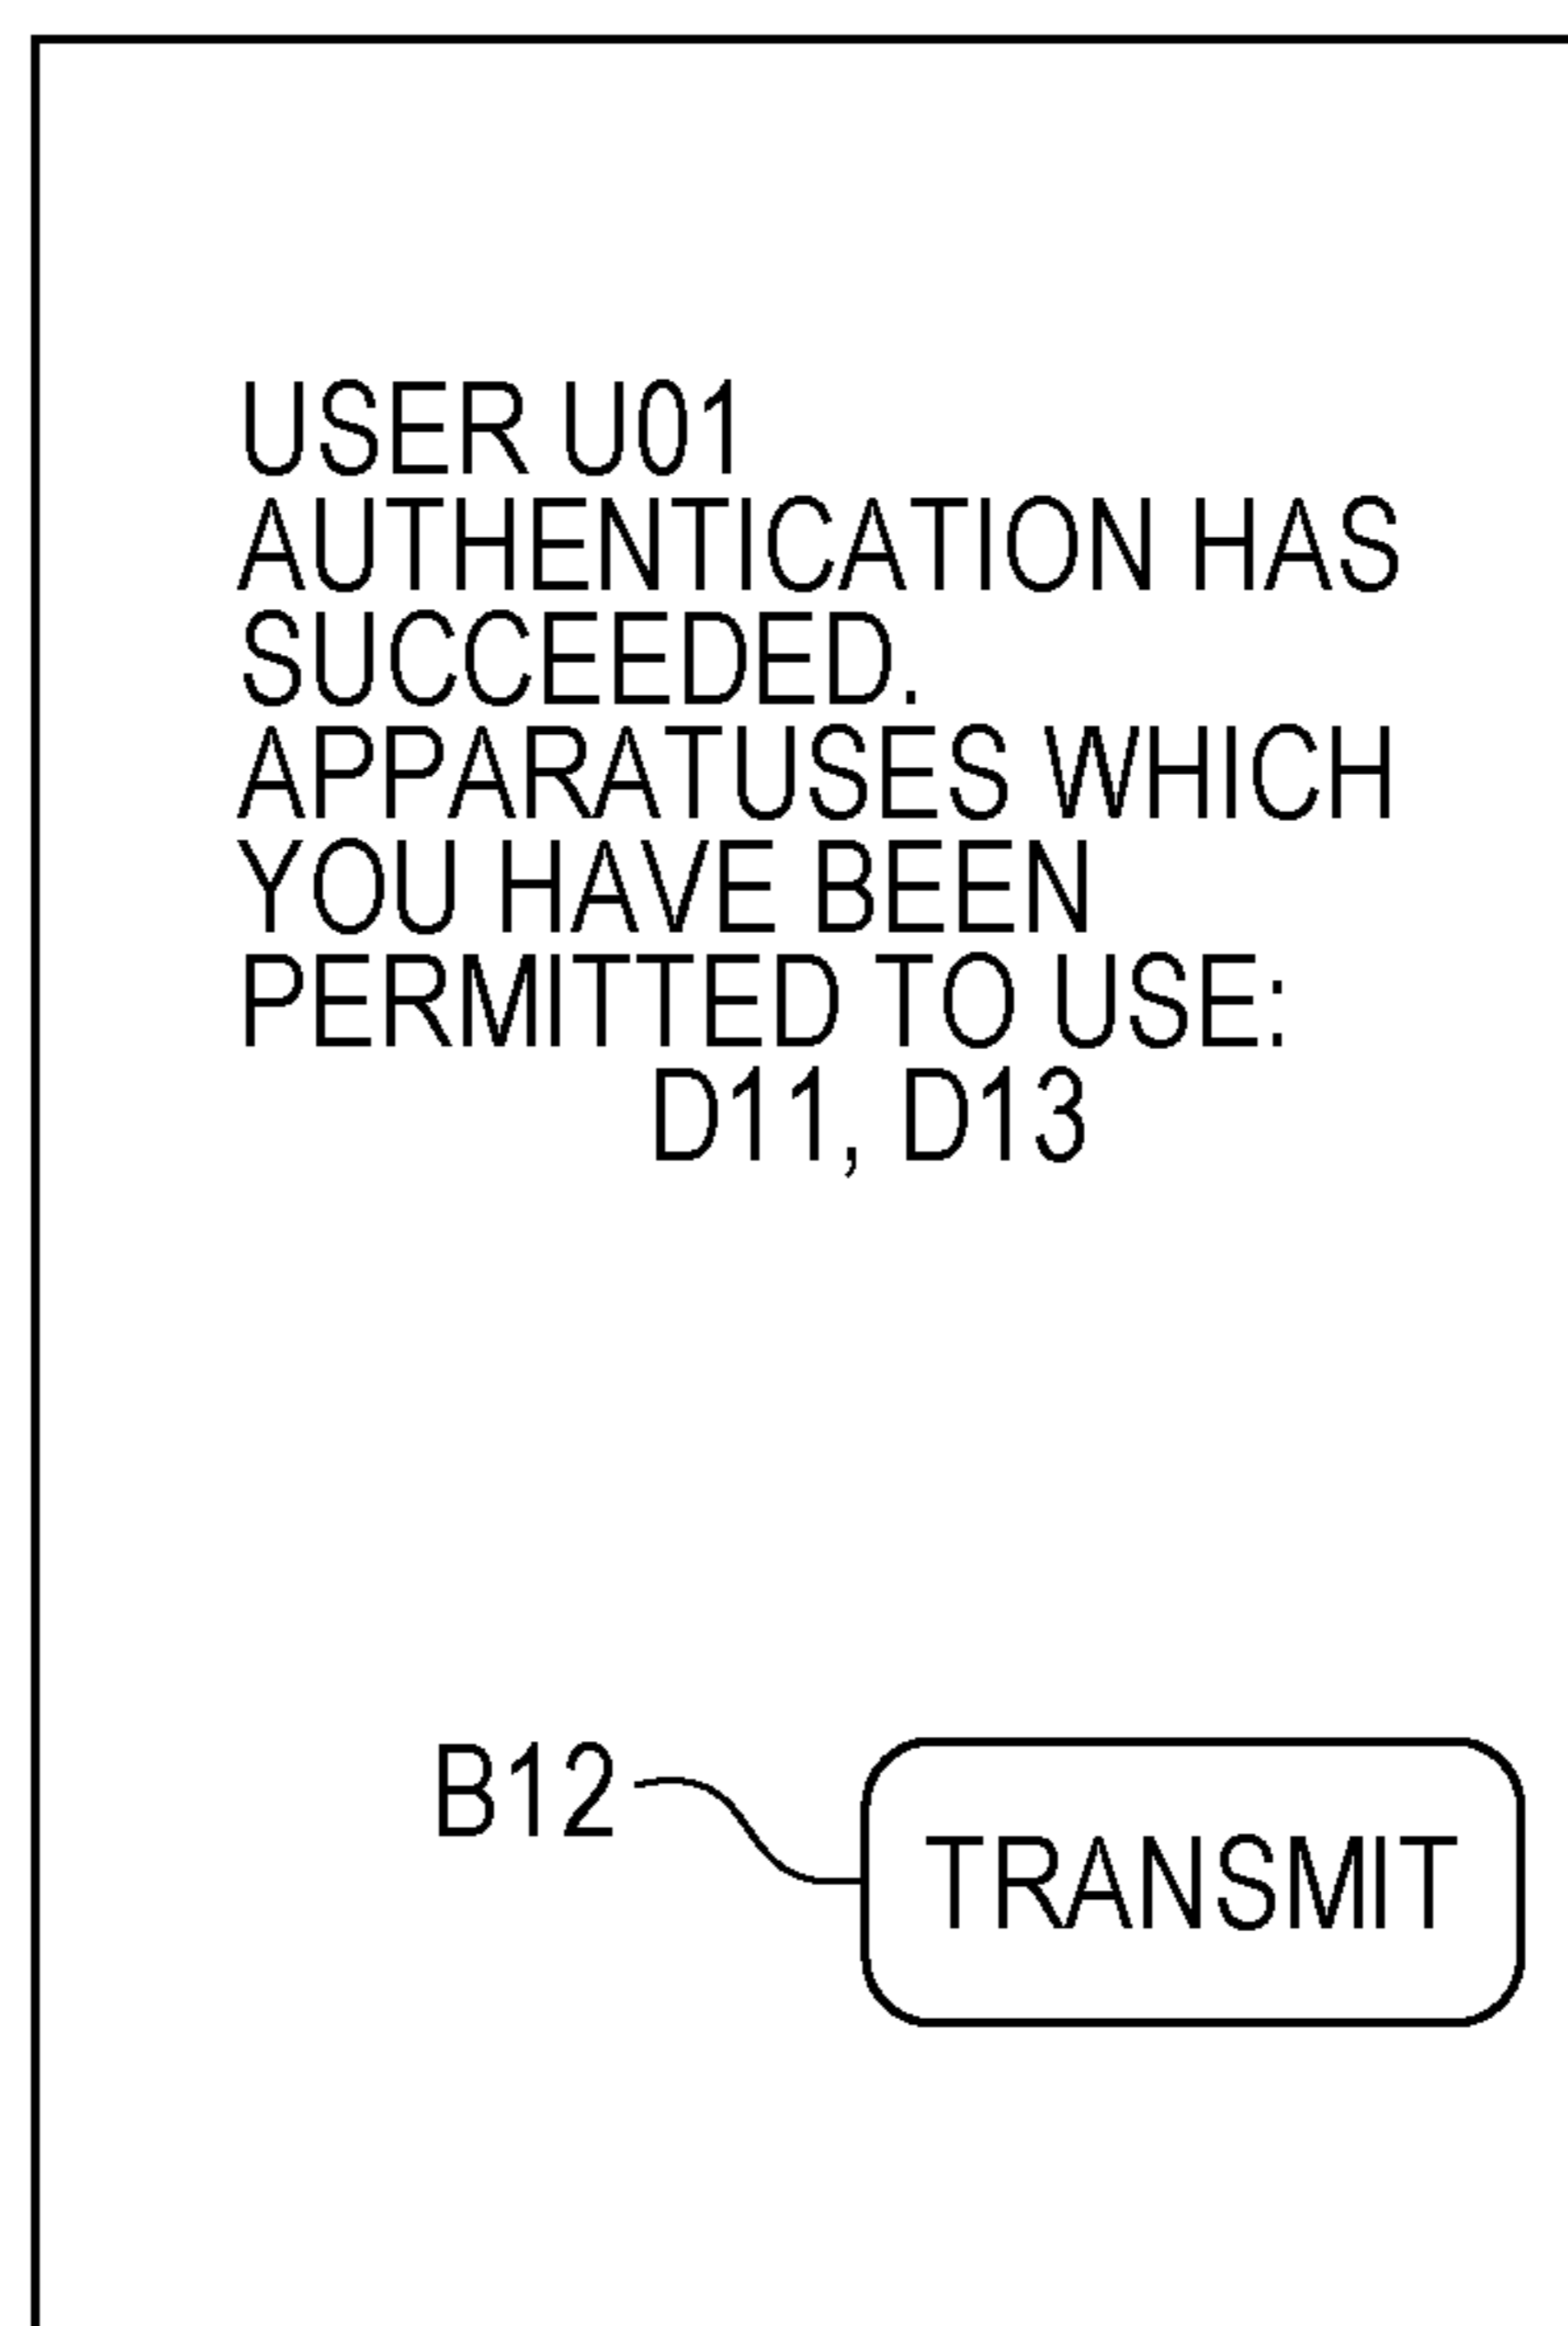 USER U01
AUTHENTICATION HAS
SUCCEEDED.
APPARATUSES WHICH
YOU HAVE BEEN
PERMITTED TO USE:
D11, D13
B12
TRANSMIT